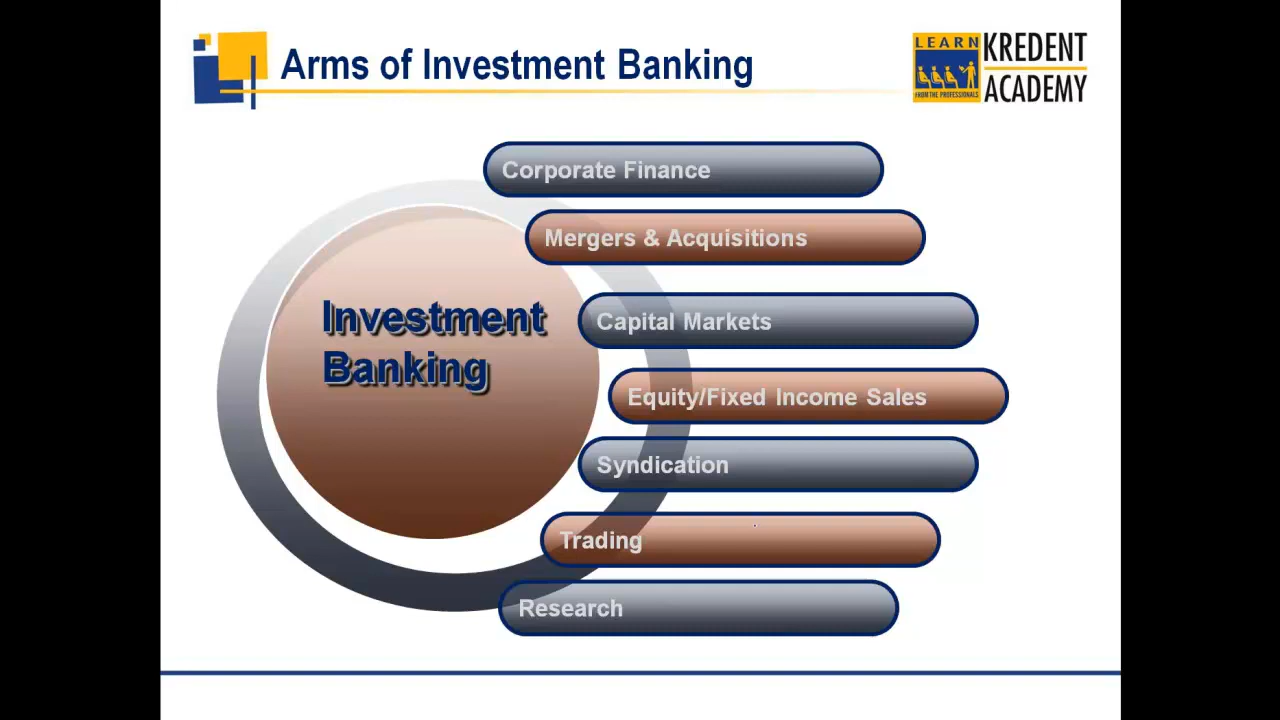 Arms of Investment Banking
LEARN
FROM THE PROFESSIONALS
KREDENT
ACADEMY
Corporate Finance
Mergers & Acquisitions
Investment
Banking
Capital Markets
Equity/Fixed Income Sales
Syndication
Trading
Research